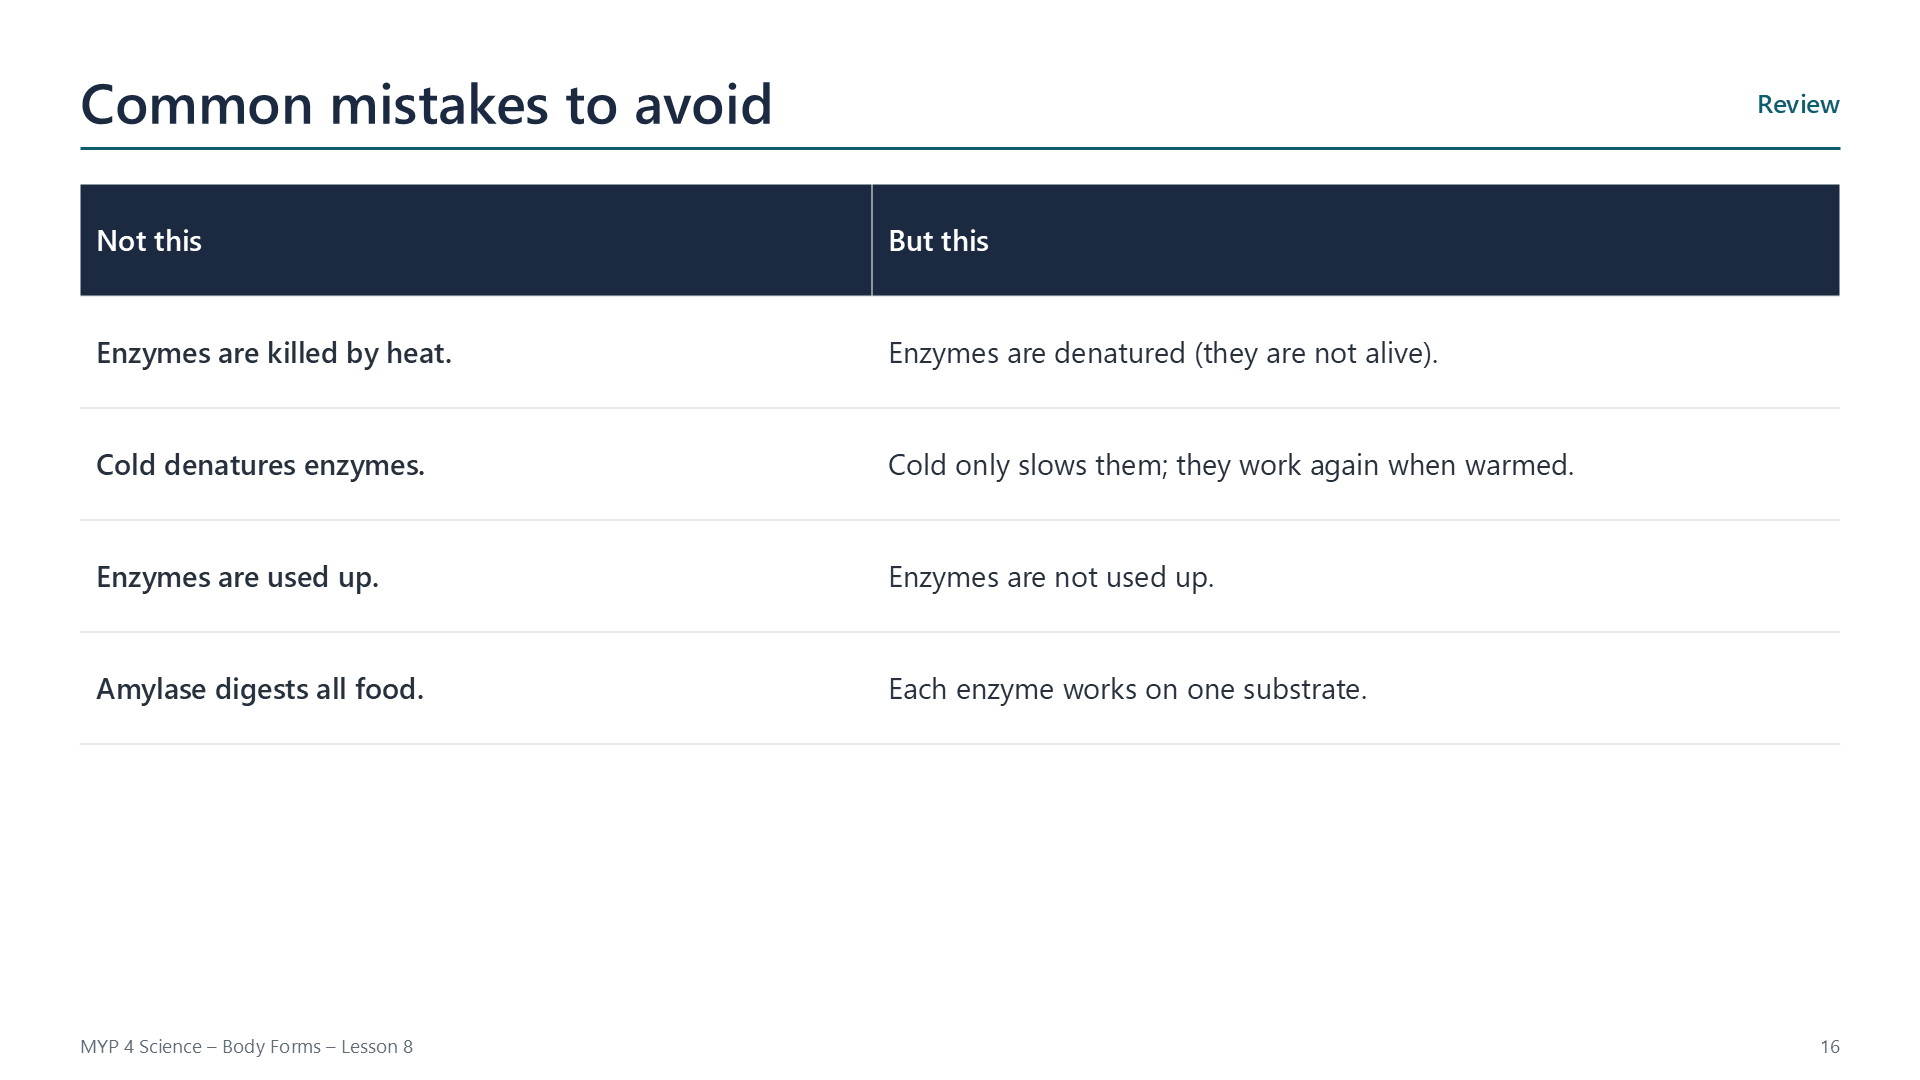 Common mistakes to avoid
Review
Not this
But this
Enzymes are killed by heat.
Enzymes are denatured (they are not alive).
Cold denatures enzymes.
Cold only slows them; they work again when warmed.
Enzymes are used up.
Enzymes are not used up.
Amylase digests all food.
Each enzyme works on one substrate.
MYP 4 Science – Body Forms – Lesson 8
16